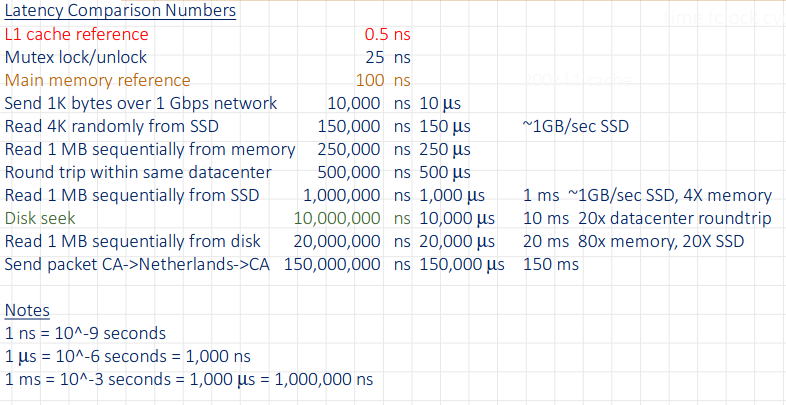 Latency Comparison Numbers
L1 cache reference 0.5 ns
Mutex lock/unlock 25 ns
Main memory reference 100 ns
Send 1K bytes over 1 Gbps network 10,000 ns 10 μs
Read 4K randomly from SSD 150,000 ns 150 μs ~1GB/sec SSD
Read 1 MB sequentially from memory 250,000 ns 250 μs
Round trip within same datacenter 500,000 ns 500 μs
Read 1 MB sequentially from SSD 1,000,000 ns 1,000 μs 1 ms ~1GB/sec SSD, 4X memory
Disk seek 10,000,000 ns 10,000 μs 10 ms 20x datacenter roundtrip
Read 1 MB sequentially from disk 20,000,000 ns 20,000 μs 20 ms 80x memory, 20X SSD
Send packet CA->Netherlands->CA 150,000,000 ns 150,000 μs 150 ms
Notes
1 ns = 10^-9 seconds
1 μs = 10^-6 seconds = 1,000 ns
1 ms = 10^-3 seconds = 1,000 μs = 1,000,000 ns